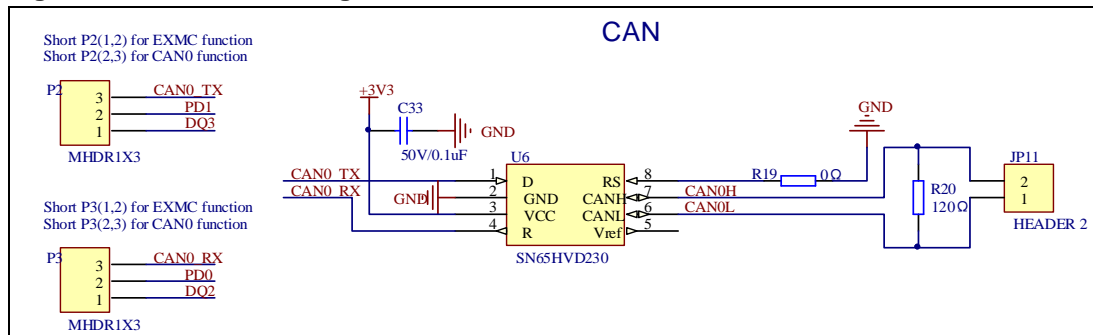 CAN
Short P2(1,2) for EXMC function
Short P2(2,3) for CAN0 function
P2
3 CAN0_TX
2 PD1
1 DQ3
MHDR1X3
Short P3(1,2) for EXMC function
Short P3(2,3) for CAN0 function
P3
3 CAN0_RX
2 PD0
1 DQ2
MHDR1X3
+3V3
C33
GND
50V/0.1uF
U6
CAN0_TX 1 D
GND 2 GND
3 VCC
CAN0_RX 4 R
RS 8
CANH 7 CAN0H
CANL 6 CAN0L
Vref 5
SN65HVD230
R19 0Ω
GND
R20
120Ω
JP11
2
1
HEADER 2